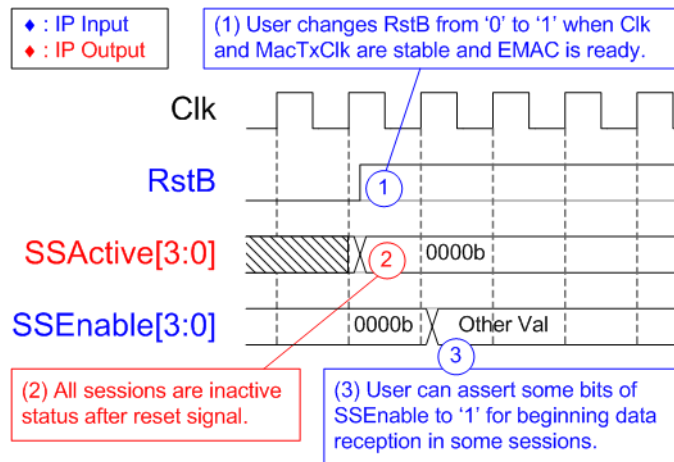 ♦ : IP Input
♦ : IP Output
(1) User changes RstB from ‘0’ to ‘1’ when Clk
and MacTxClk are stable and EMAC is ready.
Clk
RstB
1
SSActive[3:0]
2
0000b
SSEnable[3:0]
0000b
Other Val
3
(2) All sessions are inactive
status after reset signal.
(3) User can assert some bits of
SSEnable to ‘1’ for beginning data
reception in some sessions.